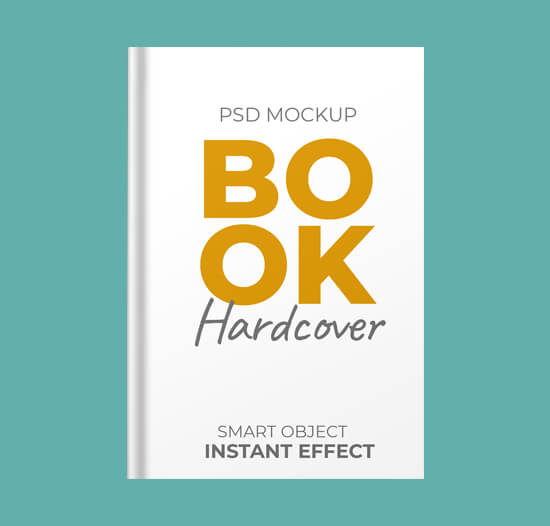 PSD MOCKUP
BO
OK
Hardcover
SMART OBJECT
INSTANT EFFECT